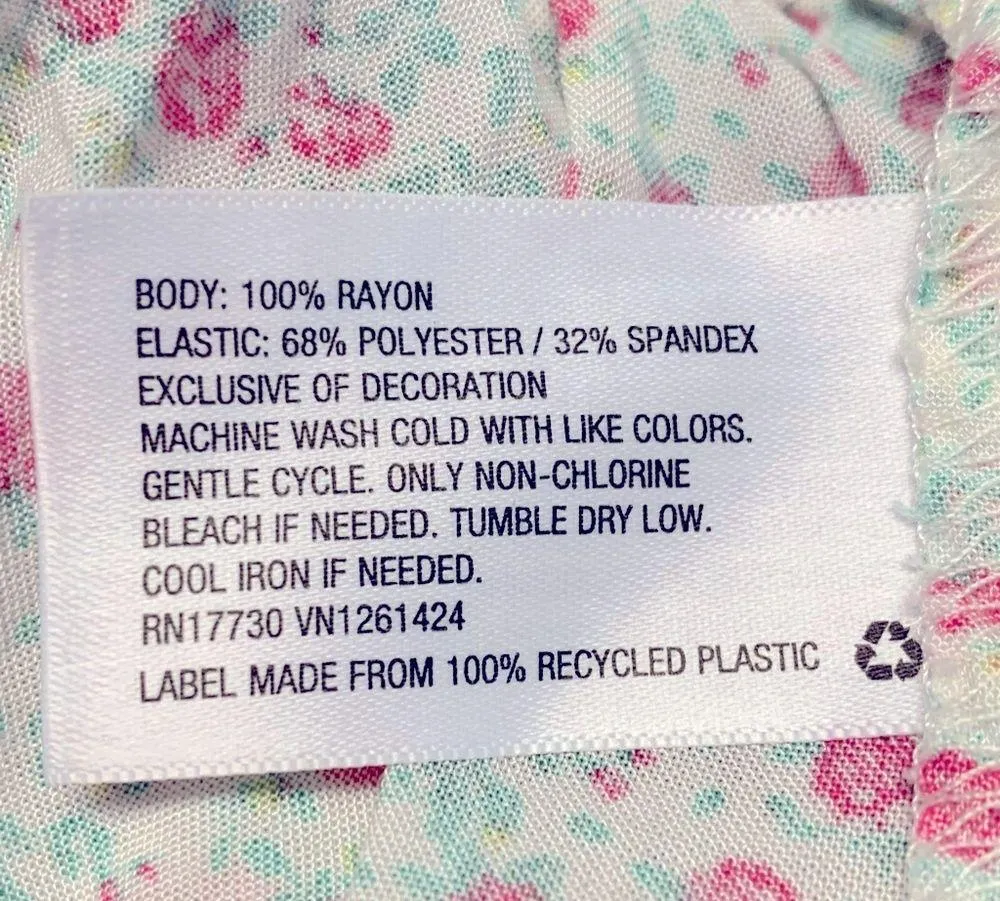 BODY: 100% RAYON
ELASTIC: 68% POLYESTER / 32% SPANDEX
EXCLUSIVE OF DECORATION
MACHINE WASH COLD WITH LIKE COLORS.
GENTLE CYCLE. ONLY NON-CHLORINE
BLEACH IF NEEDED. TUMBLE DRY LOW.
COOL IRON IF NEEDED.
RN17730 VN1261424
LABEL MADE FROM 100% RECYCLED PLASTIC